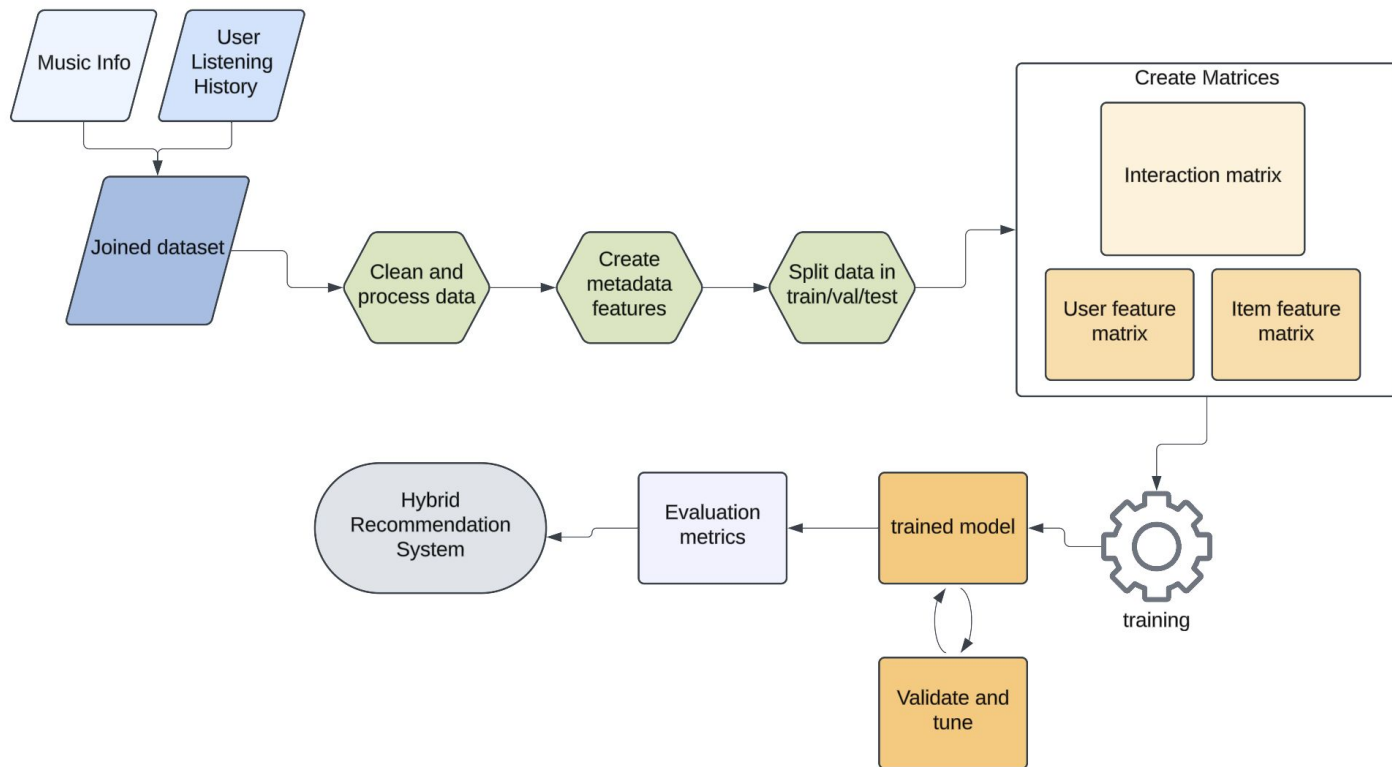 Music Info
User
Listening
History
Joined dataset
Clean and
process data
Create
metadata
features
Split data in
train/val/test
Create Matrices
Interaction matrix
User feature
matrix
Item feature
matrix
training
trained model
Validate and
tune
Evaluation
metrics
Hybrid
Recommendation
System